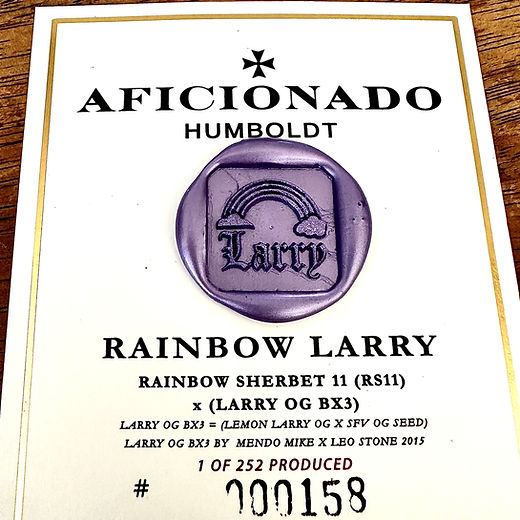 AFICIONADO
HUMBOLDT
Larry
RAINBOW LARRY
RAINBOW SHERBET 11 (RS11)
x (LARRY OG BX3)
LARRY OG BX3 = (LEMON LARRY OG X SFV OG SEED)
LARRY OG BX3 BY MENDO MIKE X LEO STONE 2015
1 OF 252 PRODUCED
# 000158